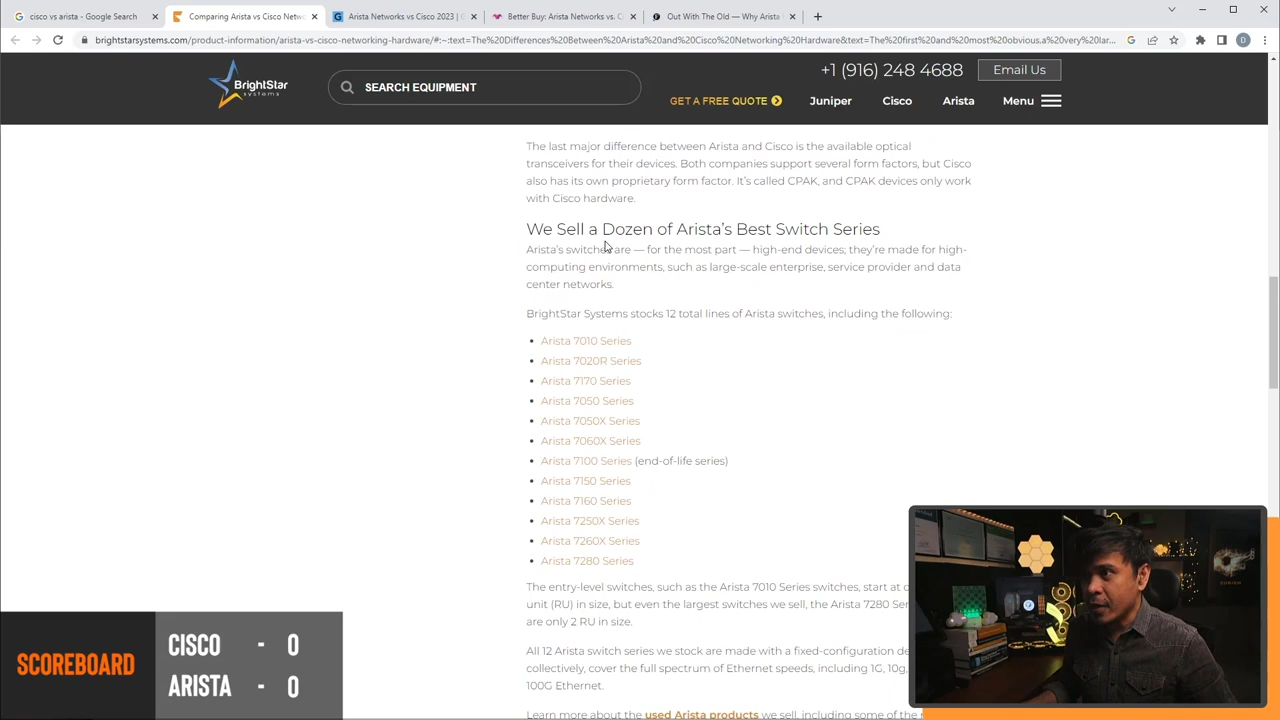 cisco vs arista - Google Search
Comparing Arista vs Cisco Netw
Arista Networks vs Cisco 2023 |
Better Buy: Arista Networks vs. C
Out With The Old — Why Arista
brightstarsystems.com/product-information/arista-vs-cisco-networking-hardware/#:~:text=The%20Differences%20Between%20Arista%20and%20Cisco%20Networking%20Hardware&text=The%20first%20and%20most%20obvious,a%20very%20lar...
D
BrightStar
systems
SEARCH EQUIPMENT
+1 (916) 248 4688
Email Us
GET A FREE QUOTE
Juniper
Cisco
Arista
Menu
The last major difference between Arista and Cisco is the available optical
transceivers for their devices. Both companies support several form factors, but Cisco
also has its own proprietary form factor. It's called CPAK, and CPAK devices only work
with Cisco hardware.
We Sell a Dozen of Arista's Best Switch Series
Arista's switches are — for the most part — high-end devices; they're made for high-
computing environments, such as large-scale enterprise, service provider and data
center networks.
BrightStar Systems stocks 12 total lines of Arista switches, including the following:
Arista 7010 Series
Arista 7020R Series
Arista 7170 Series
Arista 7050 Series
Arista 7050X Series
Arista 7060X Series
Arista 7100 Series (end-of-life series)
Arista 7150 Series
Arista 7160 Series
Arista 7250X Series
Arista 7260X Series
Arista 7280 Series
The entry-level switches, such as the Arista 7010 Series switches, start at
unit (RU) in size, but even the largest switches we sell, the Arista 7280 Se
are only 2 RU in size.
All 12 Arista switch series we stock are made with a fixed-configuration de
collectively, cover the full spectrum of Ethernet speeds, including 1G, 10g,
100G Ethernet.
Learn more about the used Arista products we sell, including some of the
SCOREBOARD
CISCO - 0
ARISTA - 0